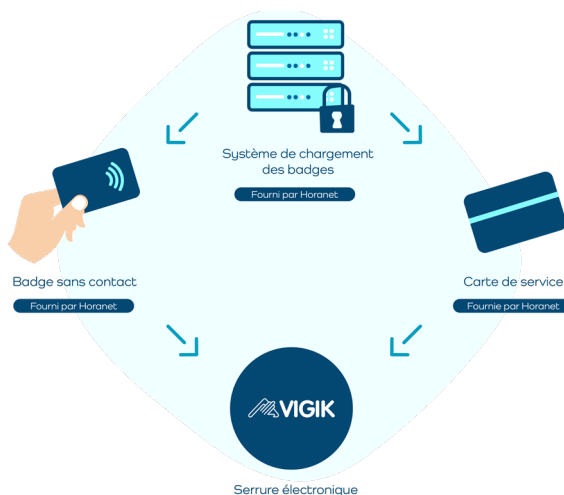 Système de chargement
des badges
Fourni par Horanet
Badge sans contact
Fourni par Horanet
Carte de service
Fournie par Horanet
VIGIK
Serrure électronique